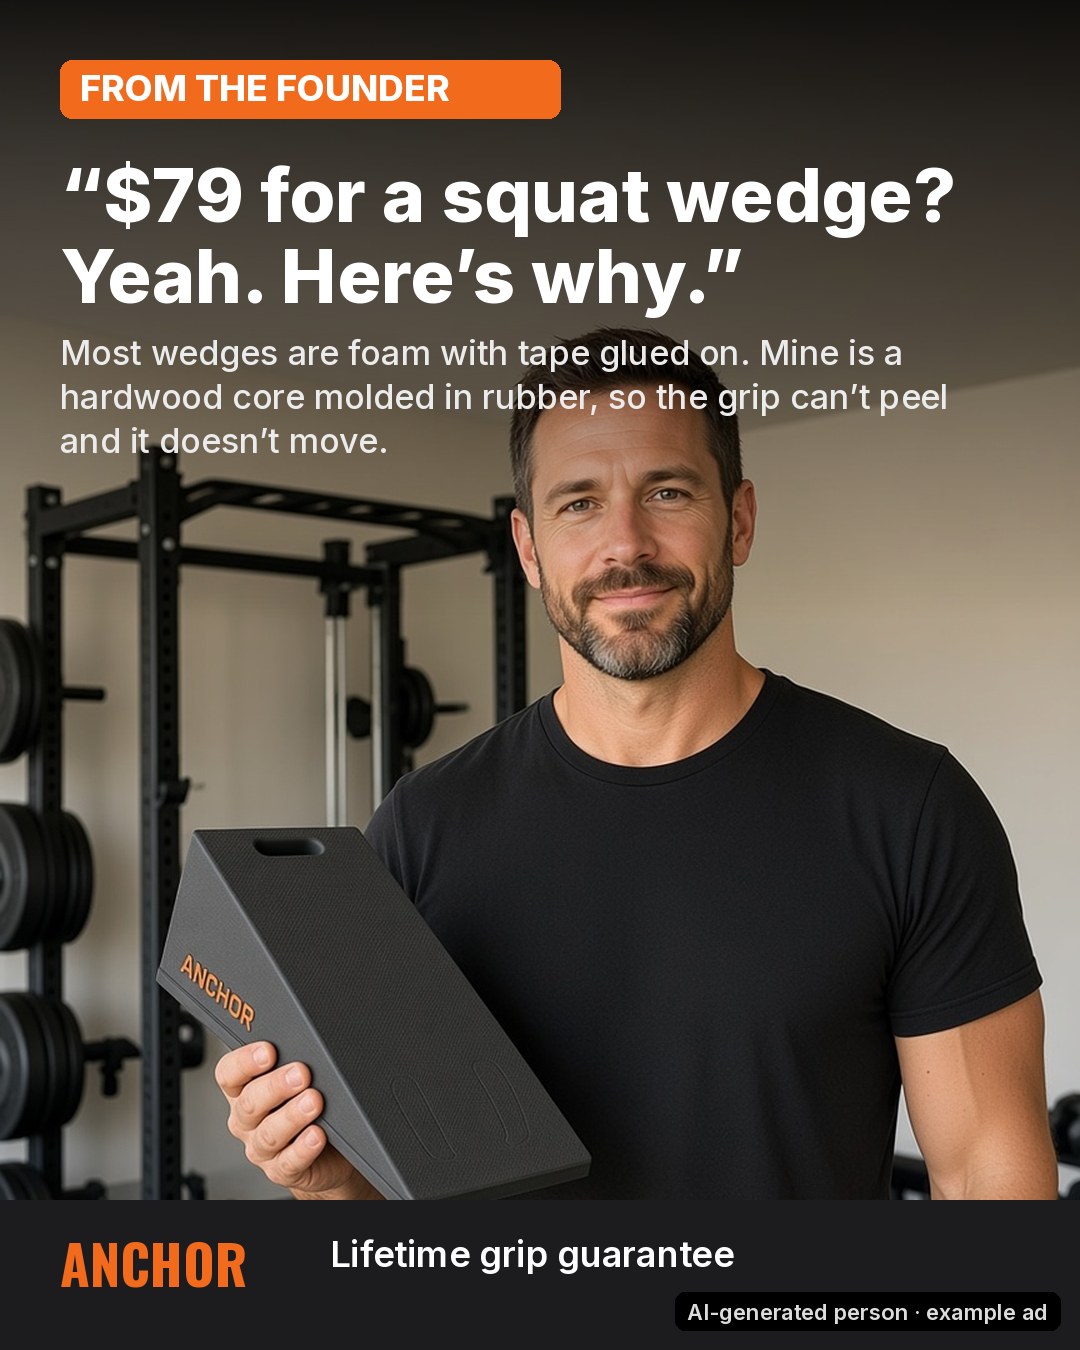 FROM THE FOUNDER
“$79 for a squat wedge?
Yeah. Here’s why.”
Most wedges are foam with tape glued on. Mine is a
hardwood core molded in rubber, so the grip can’t peel
and it doesn’t move.
ANCHOR
ANCHOR
Lifetime grip guarantee
AI-generated person · example ad